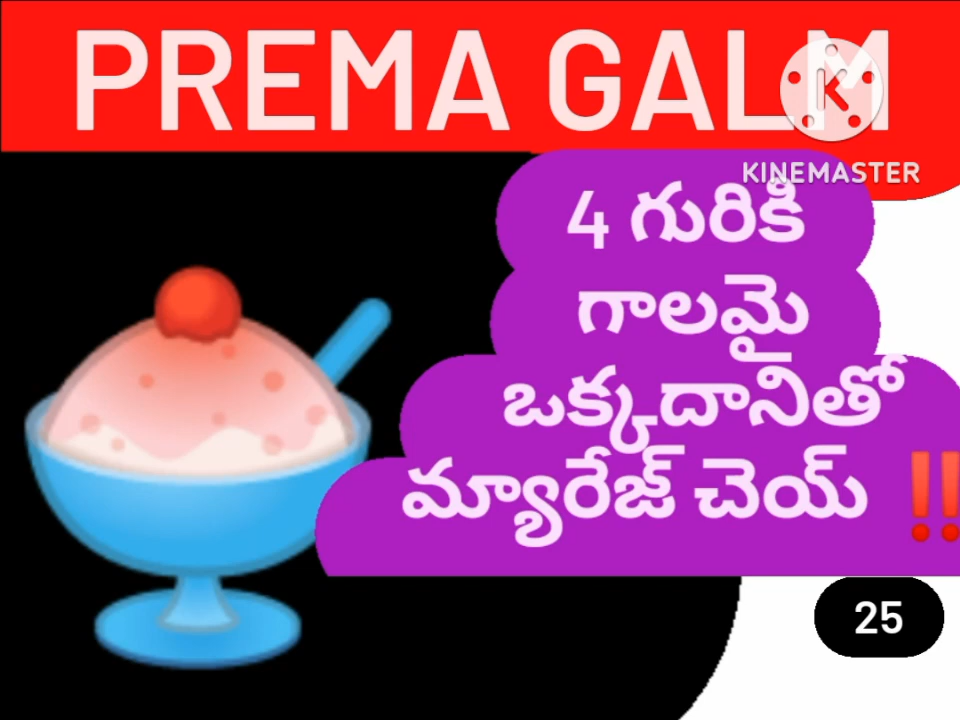 PREMA GALM
KINEMASTER
4 గురికి
గాలమై
ఒక్కదానితో
మ్యారేజ్ చెయ్ ‼
25